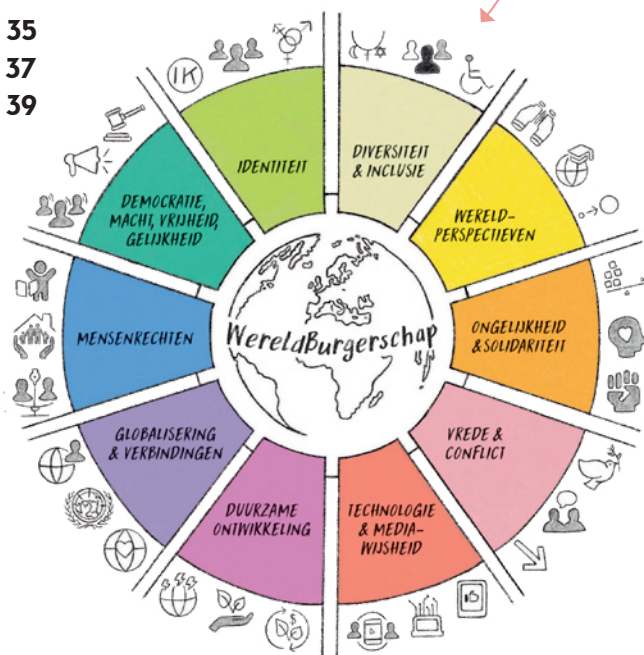 35
37
39
IK
IDENTITEIT
DIVERSITEIT
& INCLUSIE
WERELD-
PERSPECTIEVEN
ONGELIJKHEID
& SOLIDARITEIT
VREDE &
CONFLICT
TECHNOLOGIE
& MEDIA-
WIJSHEID
DUURZAME
ONTWIKKELING
GLOBALISERING
& VERBINDINGEN
MENSENRECHTEN
DEMOCRATIE,
MACHT, VRIJHEID,
GELIJKHEID
WereldBurgerschap
$